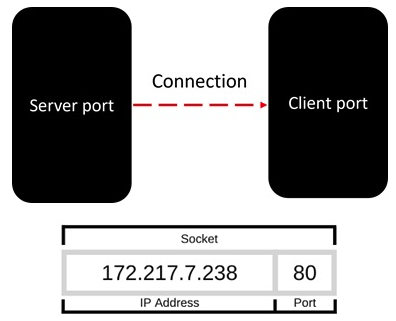 Connection
Server port
Client port
Socket
172.217.7.238 80
IP Address Port